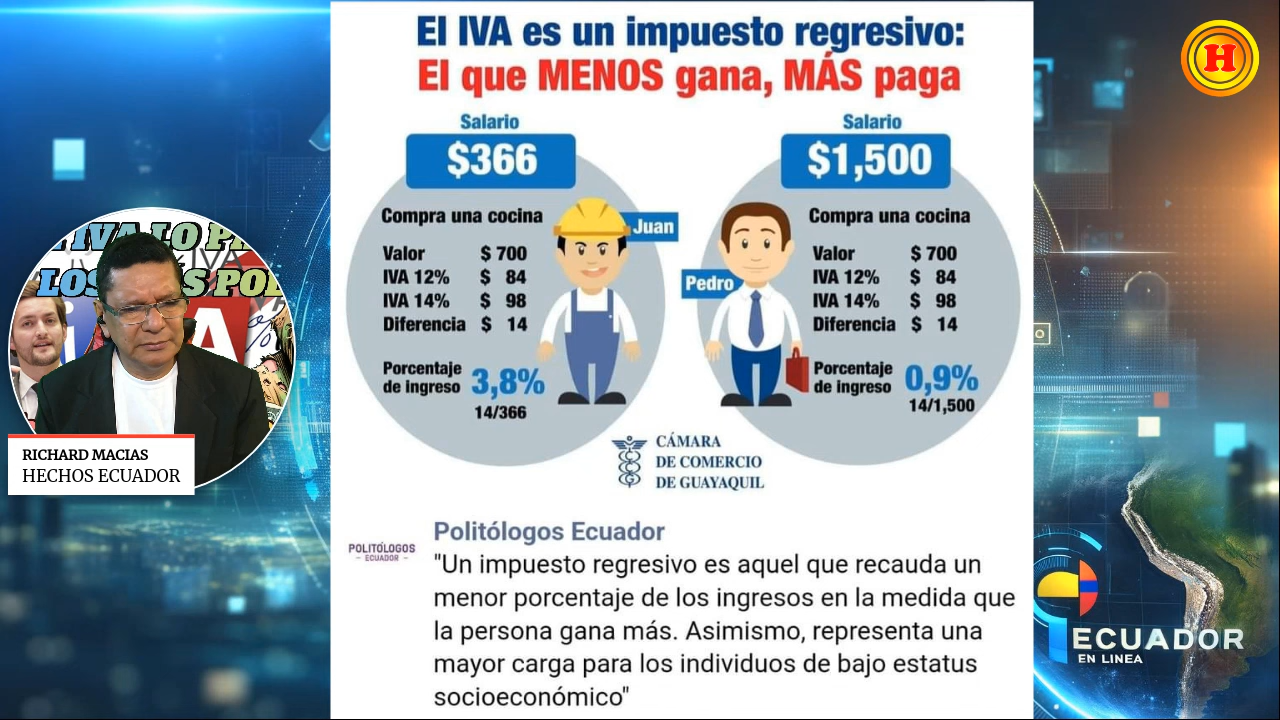 El IVA es un impuesto regresivo:
El que MENOS gana, MÁS paga
Salario
$366
Compra una cocina
Valor $ 700
IVA 12% $ 84
IVA 14% $ 98
Diferencia $ 14
Porcentaje
de ingreso 3,8%
14/366
Juan
Salario
$1,500
Compra una cocina
Valor $ 700
IVA 12% $ 84
IVA 14% $ 98
Diferencia $ 14
Porcentaje
de ingreso 0,9%
14/1,500
Pedro
CÁMARA
DE COMERCIO
DE GUAYAQUIL
POLITÓLOGOS
– ECUADOR –
Politólogos Ecuador
"Un impuesto regresivo es aquel que recauda un
menor porcentaje de los ingresos en la medida que
la persona gana más. Asimismo, representa una
mayor carga para los individuos de bajo estatus
socioeconómico"
RICHARD MACIAS
HECHOS ECUADOR
H
ECUADOR
EN LINEA